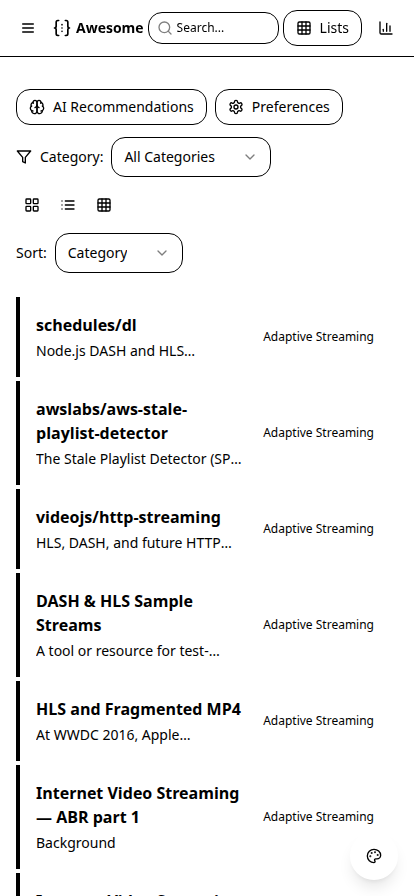 Awesome
Search...
Lists
AI Recommendations
Preferences
Category:
All Categories
Sort:
Category
schedules/dl
Node.js DASH and HLS...
Adaptive Streaming
awslabs/aws-stale-
playlist-detector
The Stale Playlist Detector (SP...
Adaptive Streaming
videojs/http-streaming
HLS, DASH, and future HTTP...
Adaptive Streaming
DASH & HLS Sample
Streams
A tool or resource for test-...
Adaptive Streaming
HLS and Fragmented MP4
At WWDC 2016, Apple...
Adaptive Streaming
Internet Video Streaming
— ABR part 1
Background
Adaptive Streaming